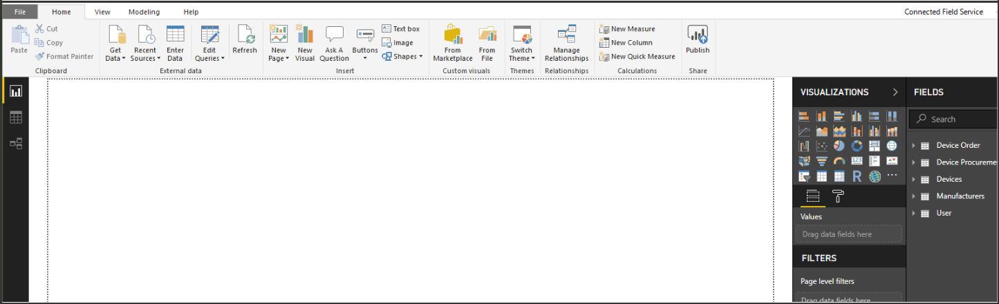 File Home View Modeling Help Connected Field Service
Cut
Copy
Format Painter
Paste
Clipboard
Get Data
Recent Sources
Enter Data
Edit Queries
Refresh
External data
New Page
New Visual
Ask A Question
Buttons
Text box
Image
Shapes
Insert
From Marketplace
From File
Custom visuals
Switch Theme
Themes
Manage Relationships
Relationships
New Measure
New Column
New Quick Measure
Calculations
Publish
Share
VISUALIZATIONS
123
R
Values
Drag data fields here
FILTERS
Page level filters
Drag data fields here
FIELDS
Search
Device Order
Device Procureme
Devices
Manufacturers
User